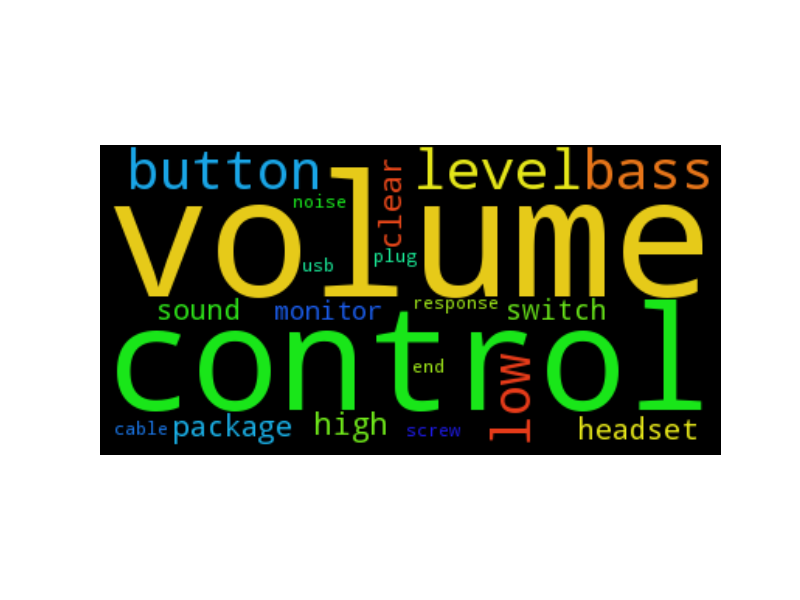 button level bass
clear
noise
volume
usb plug
sound monitor response switch
control
end
low
cable package high screw headset